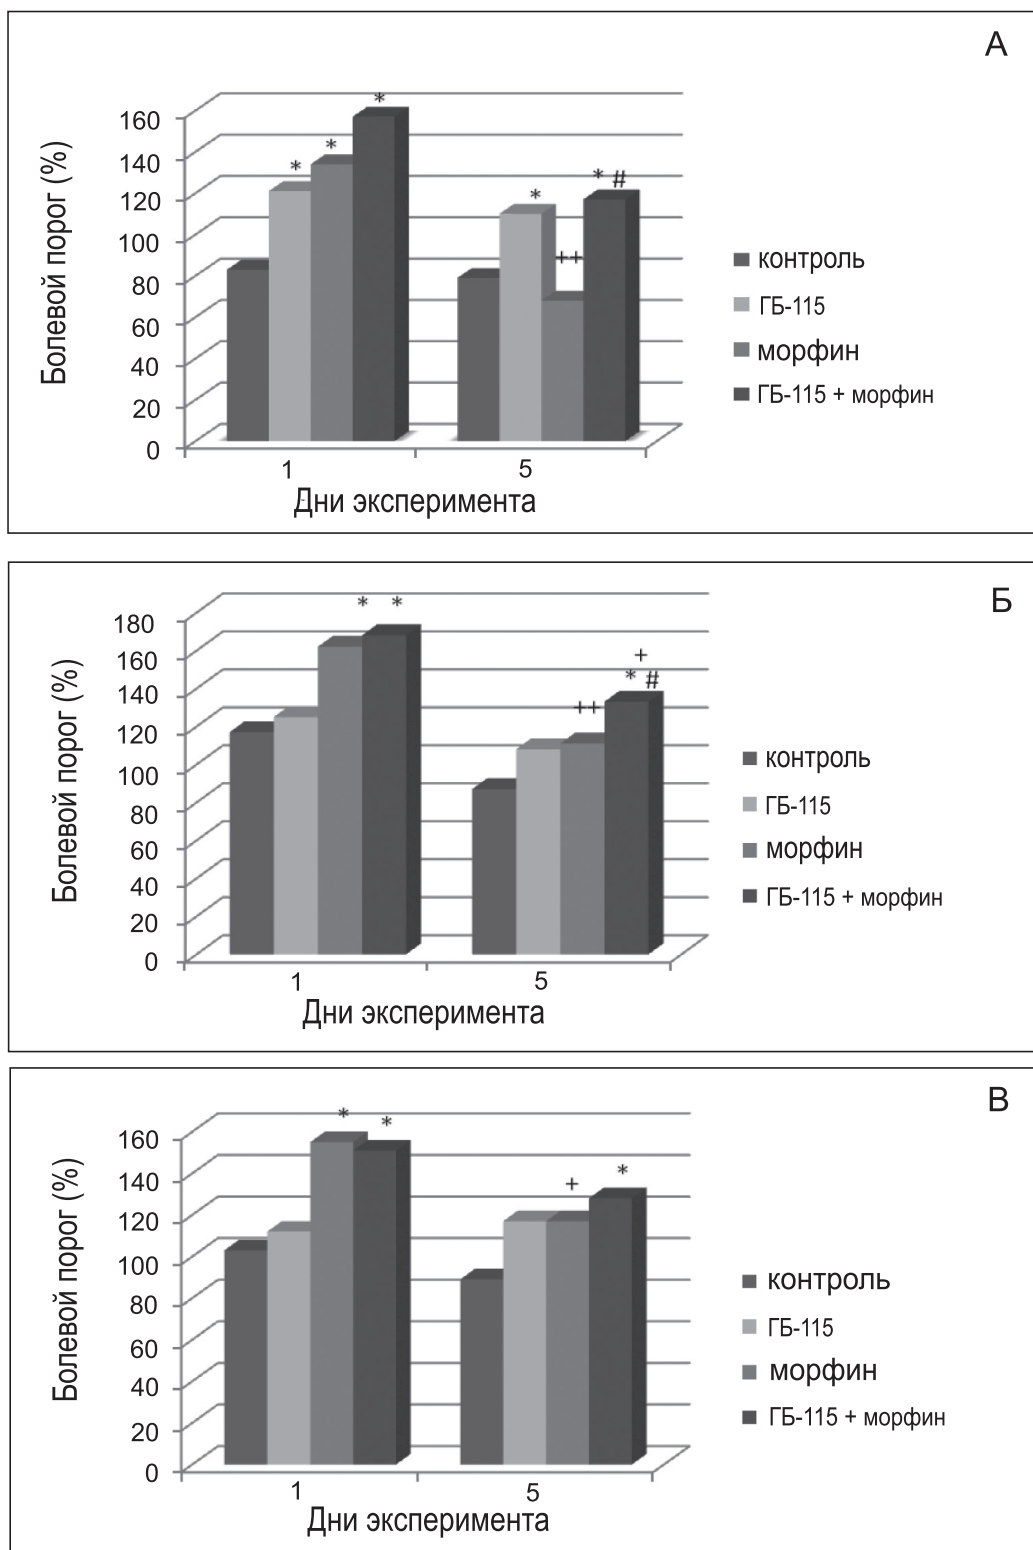 А
Болевой порог (%)
160
140
120
100
80
60
40
20
0
* * *
* ++ * #
1 5
Дни эксперимента
контроль
ГБ-115
морфин
ГБ-115 + морфин
Б
Болевой порог (%)
180
160
140
120
100
80
60
40
20
0
* *
++ + * #
1 5
Дни эксперимента
контроль
ГБ-115
морфин
ГБ-115 + морфин
В
Болевой порог (%)
160
140
120
100
80
60
40
20
0
* *
+ *
1 5
Дни эксперимента
контроль
ГБ-115
морфин
ГБ-115 + морфин